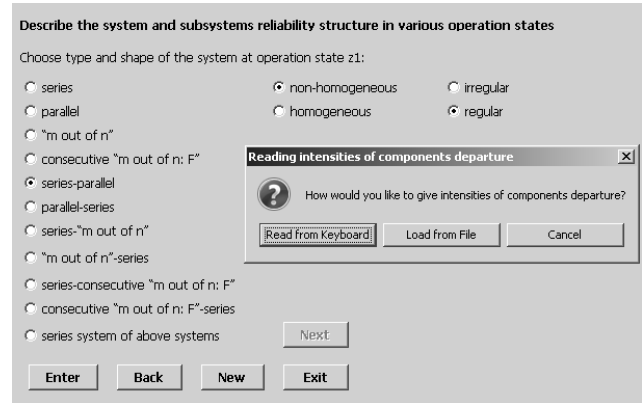 Describe the system and subsystems reliability structure in various operation states
Choose type and shape of the system at operation state z1:
series non-homogeneous irregular
parallel homogeneous regular
"m out of n"
consecutive "m out of n: F"
Reading intensities of components departure
series-parallel
How would you like to give intensities of components departure?
parallel-series
series-"m out of n"
Read from Keyboard Load from File Cancel
"m out of n"-series
series-consecutive "m out of n: F"
consecutive "m out of n: F"-series
series system of above systems Next
Enter Back New Exit